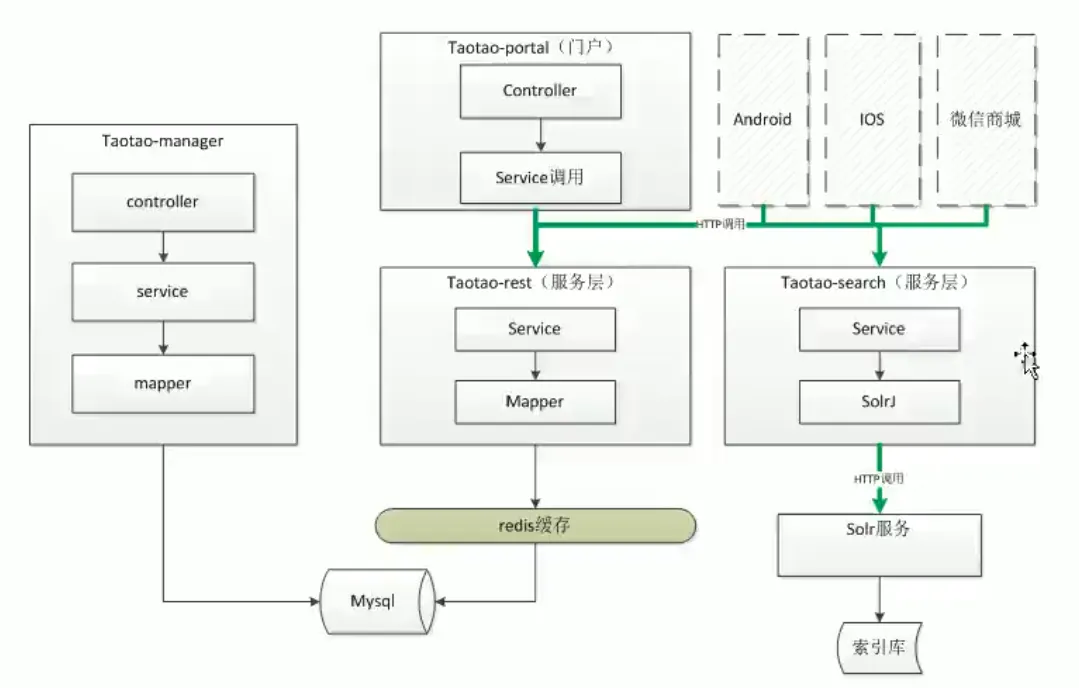 Taotao-portal（门户）
Controller
Service调用
Android
IOS
微信商城
Taotao-manager
controller
service
mapper
HTTP调用
Taotao-rest（服务层）
Service
Mapper
Taotao-search（服务层）
Service
SolrJ
HTTP调用
redis缓存
Solr服务
Mysql
索引库